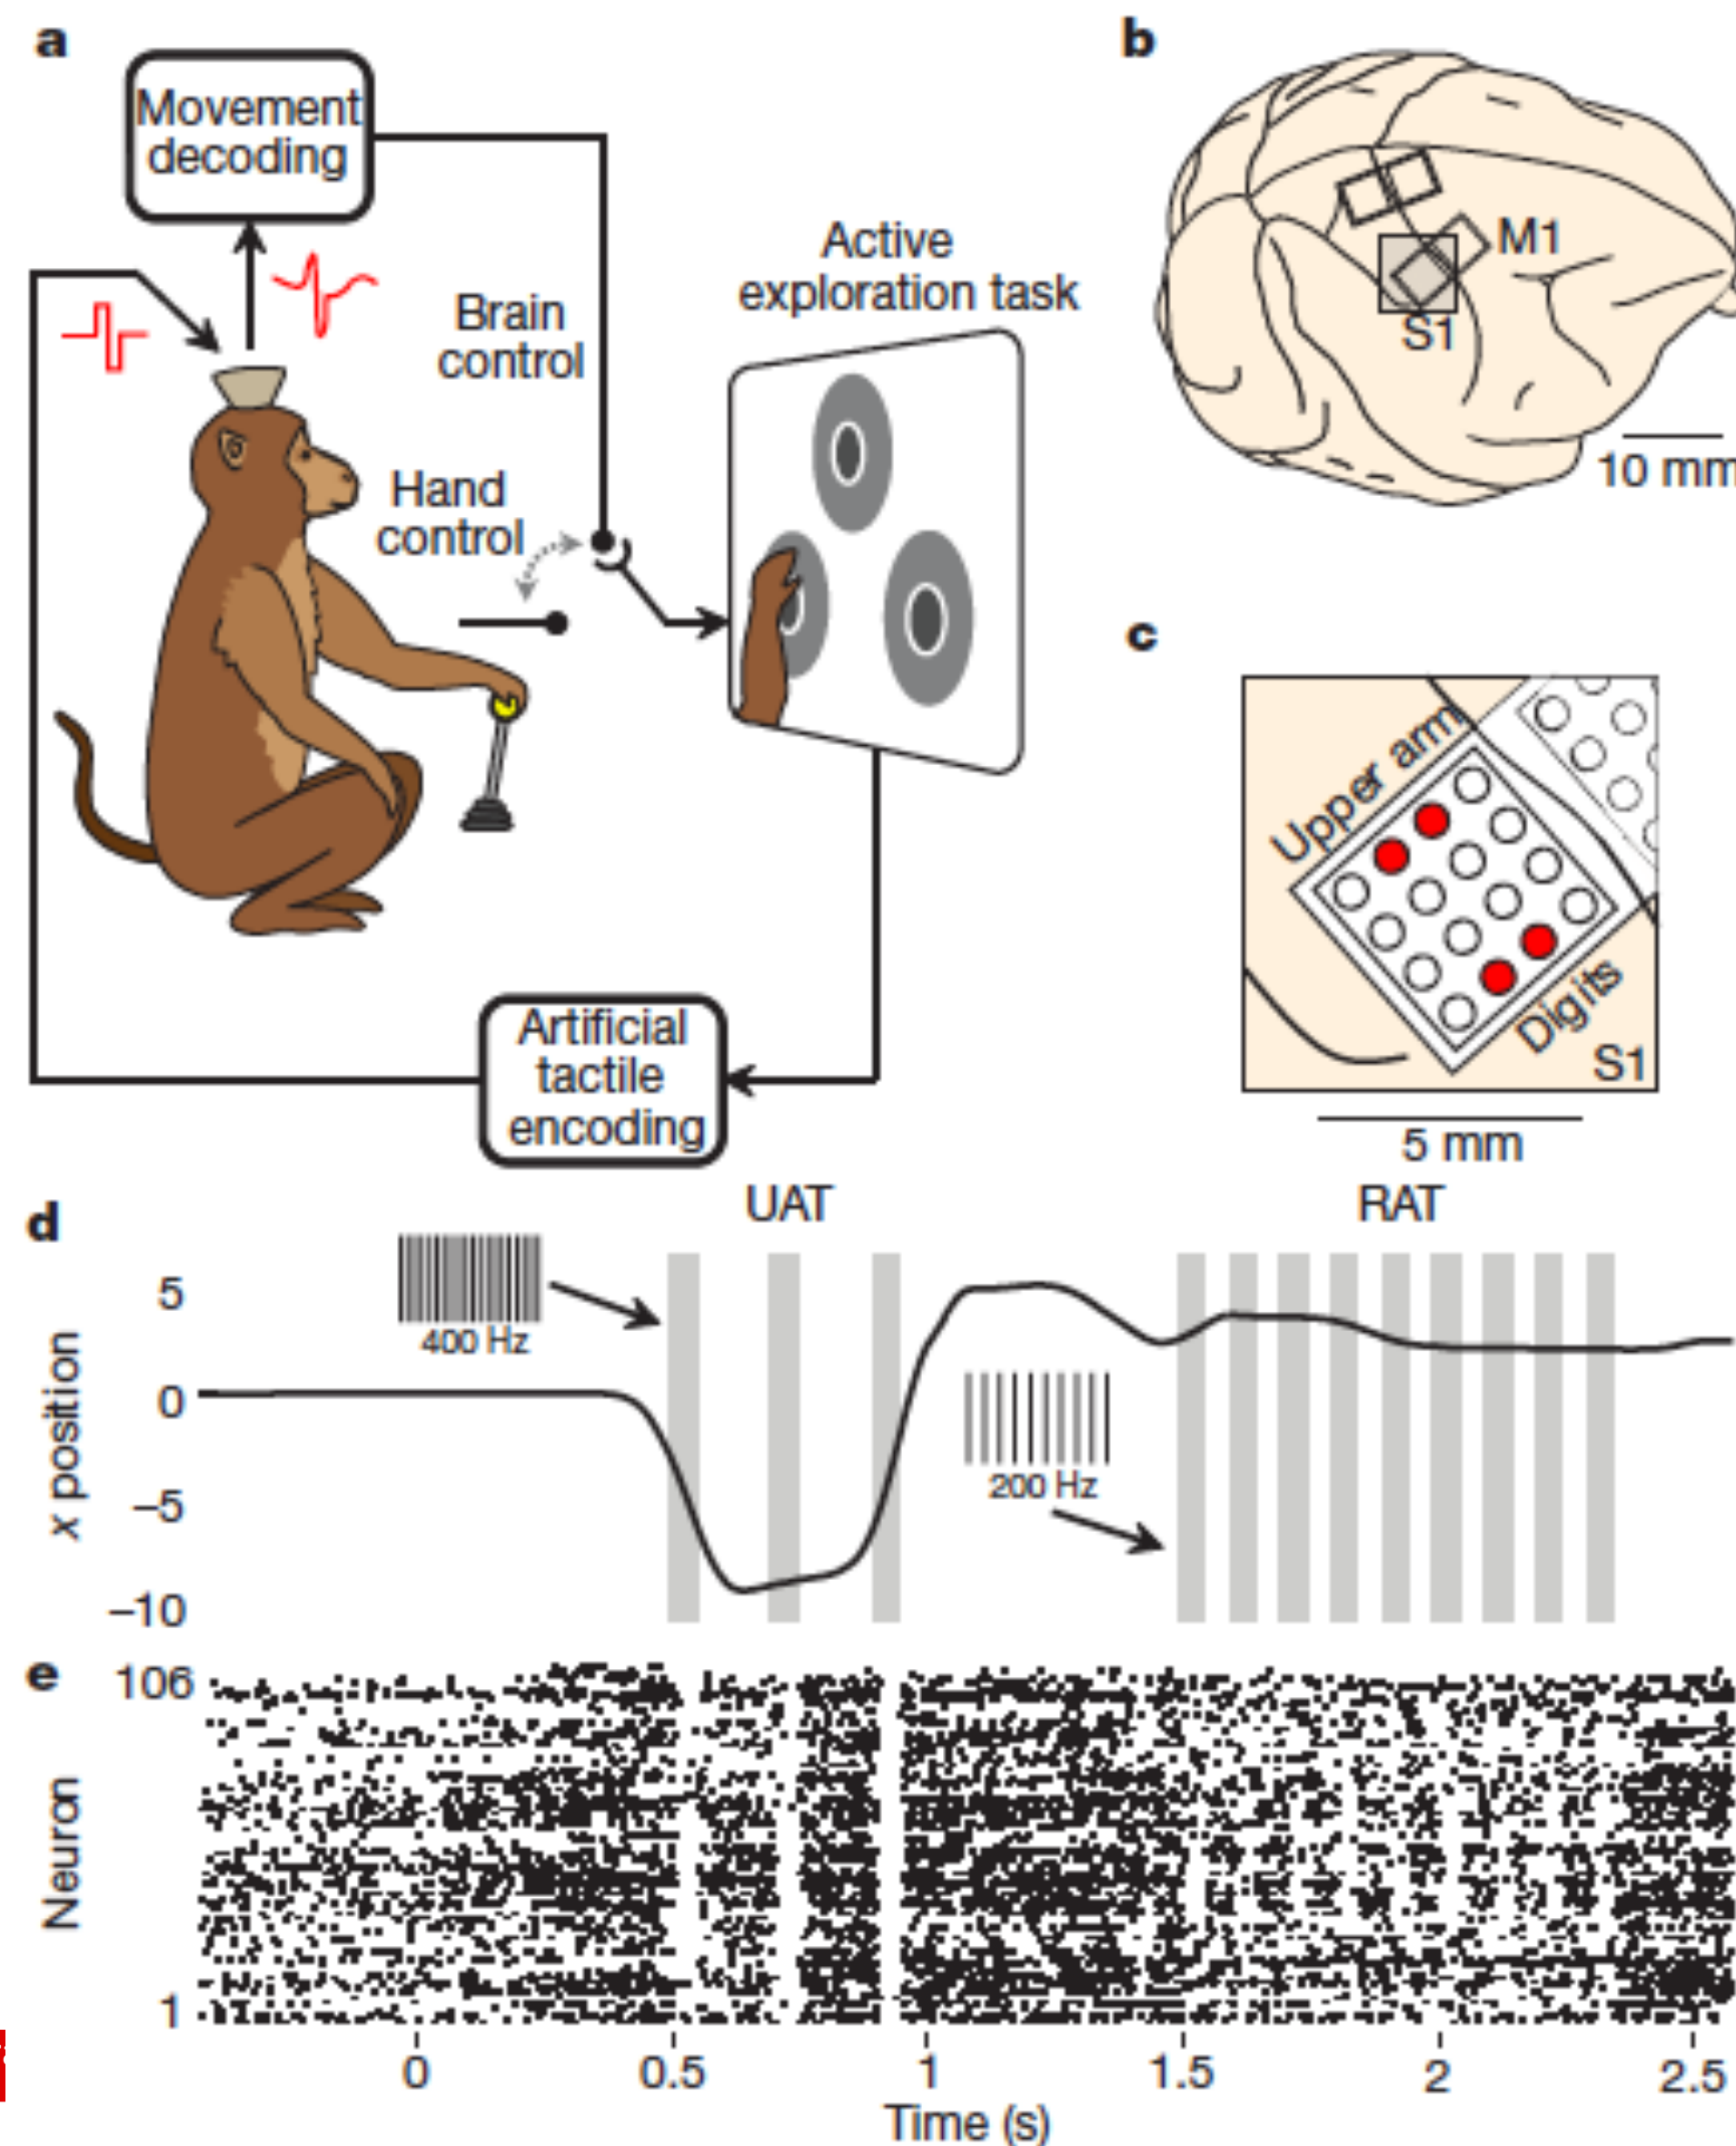 a
Movement
decoding
Brain
control
Hand
control
Active
exploration task
Artificial
tactile
encoding
b
M1
S1
10 mm
c
Upper arm
Digits
S1
5 mm
d
UAT
RAT
400 Hz
200 Hz
x position
5
0
−5
−10
e
Neuron
106
1
0
0.5
1
1.5
2
2.5
Time (s)